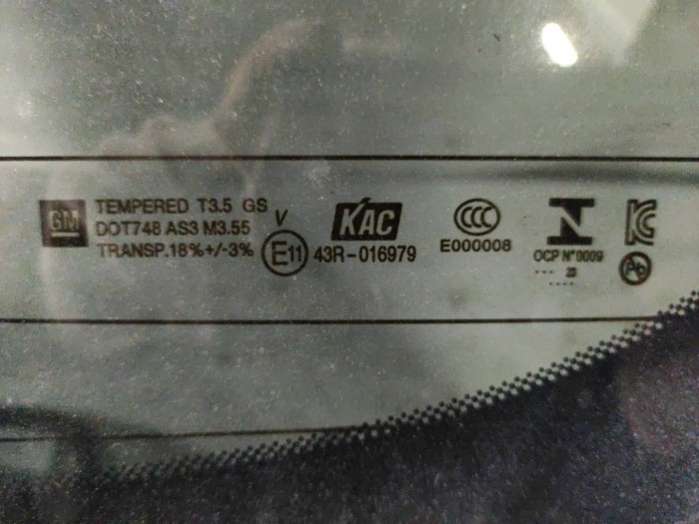 GM
TEMPERED T3.5 GS
DOT748 AS3 M3.55
TRANSP.18%+/-3%
V
E11
KAC
43R-016979
CCC
E000008
N
OCP N°0009
--- 20
KC
Pb